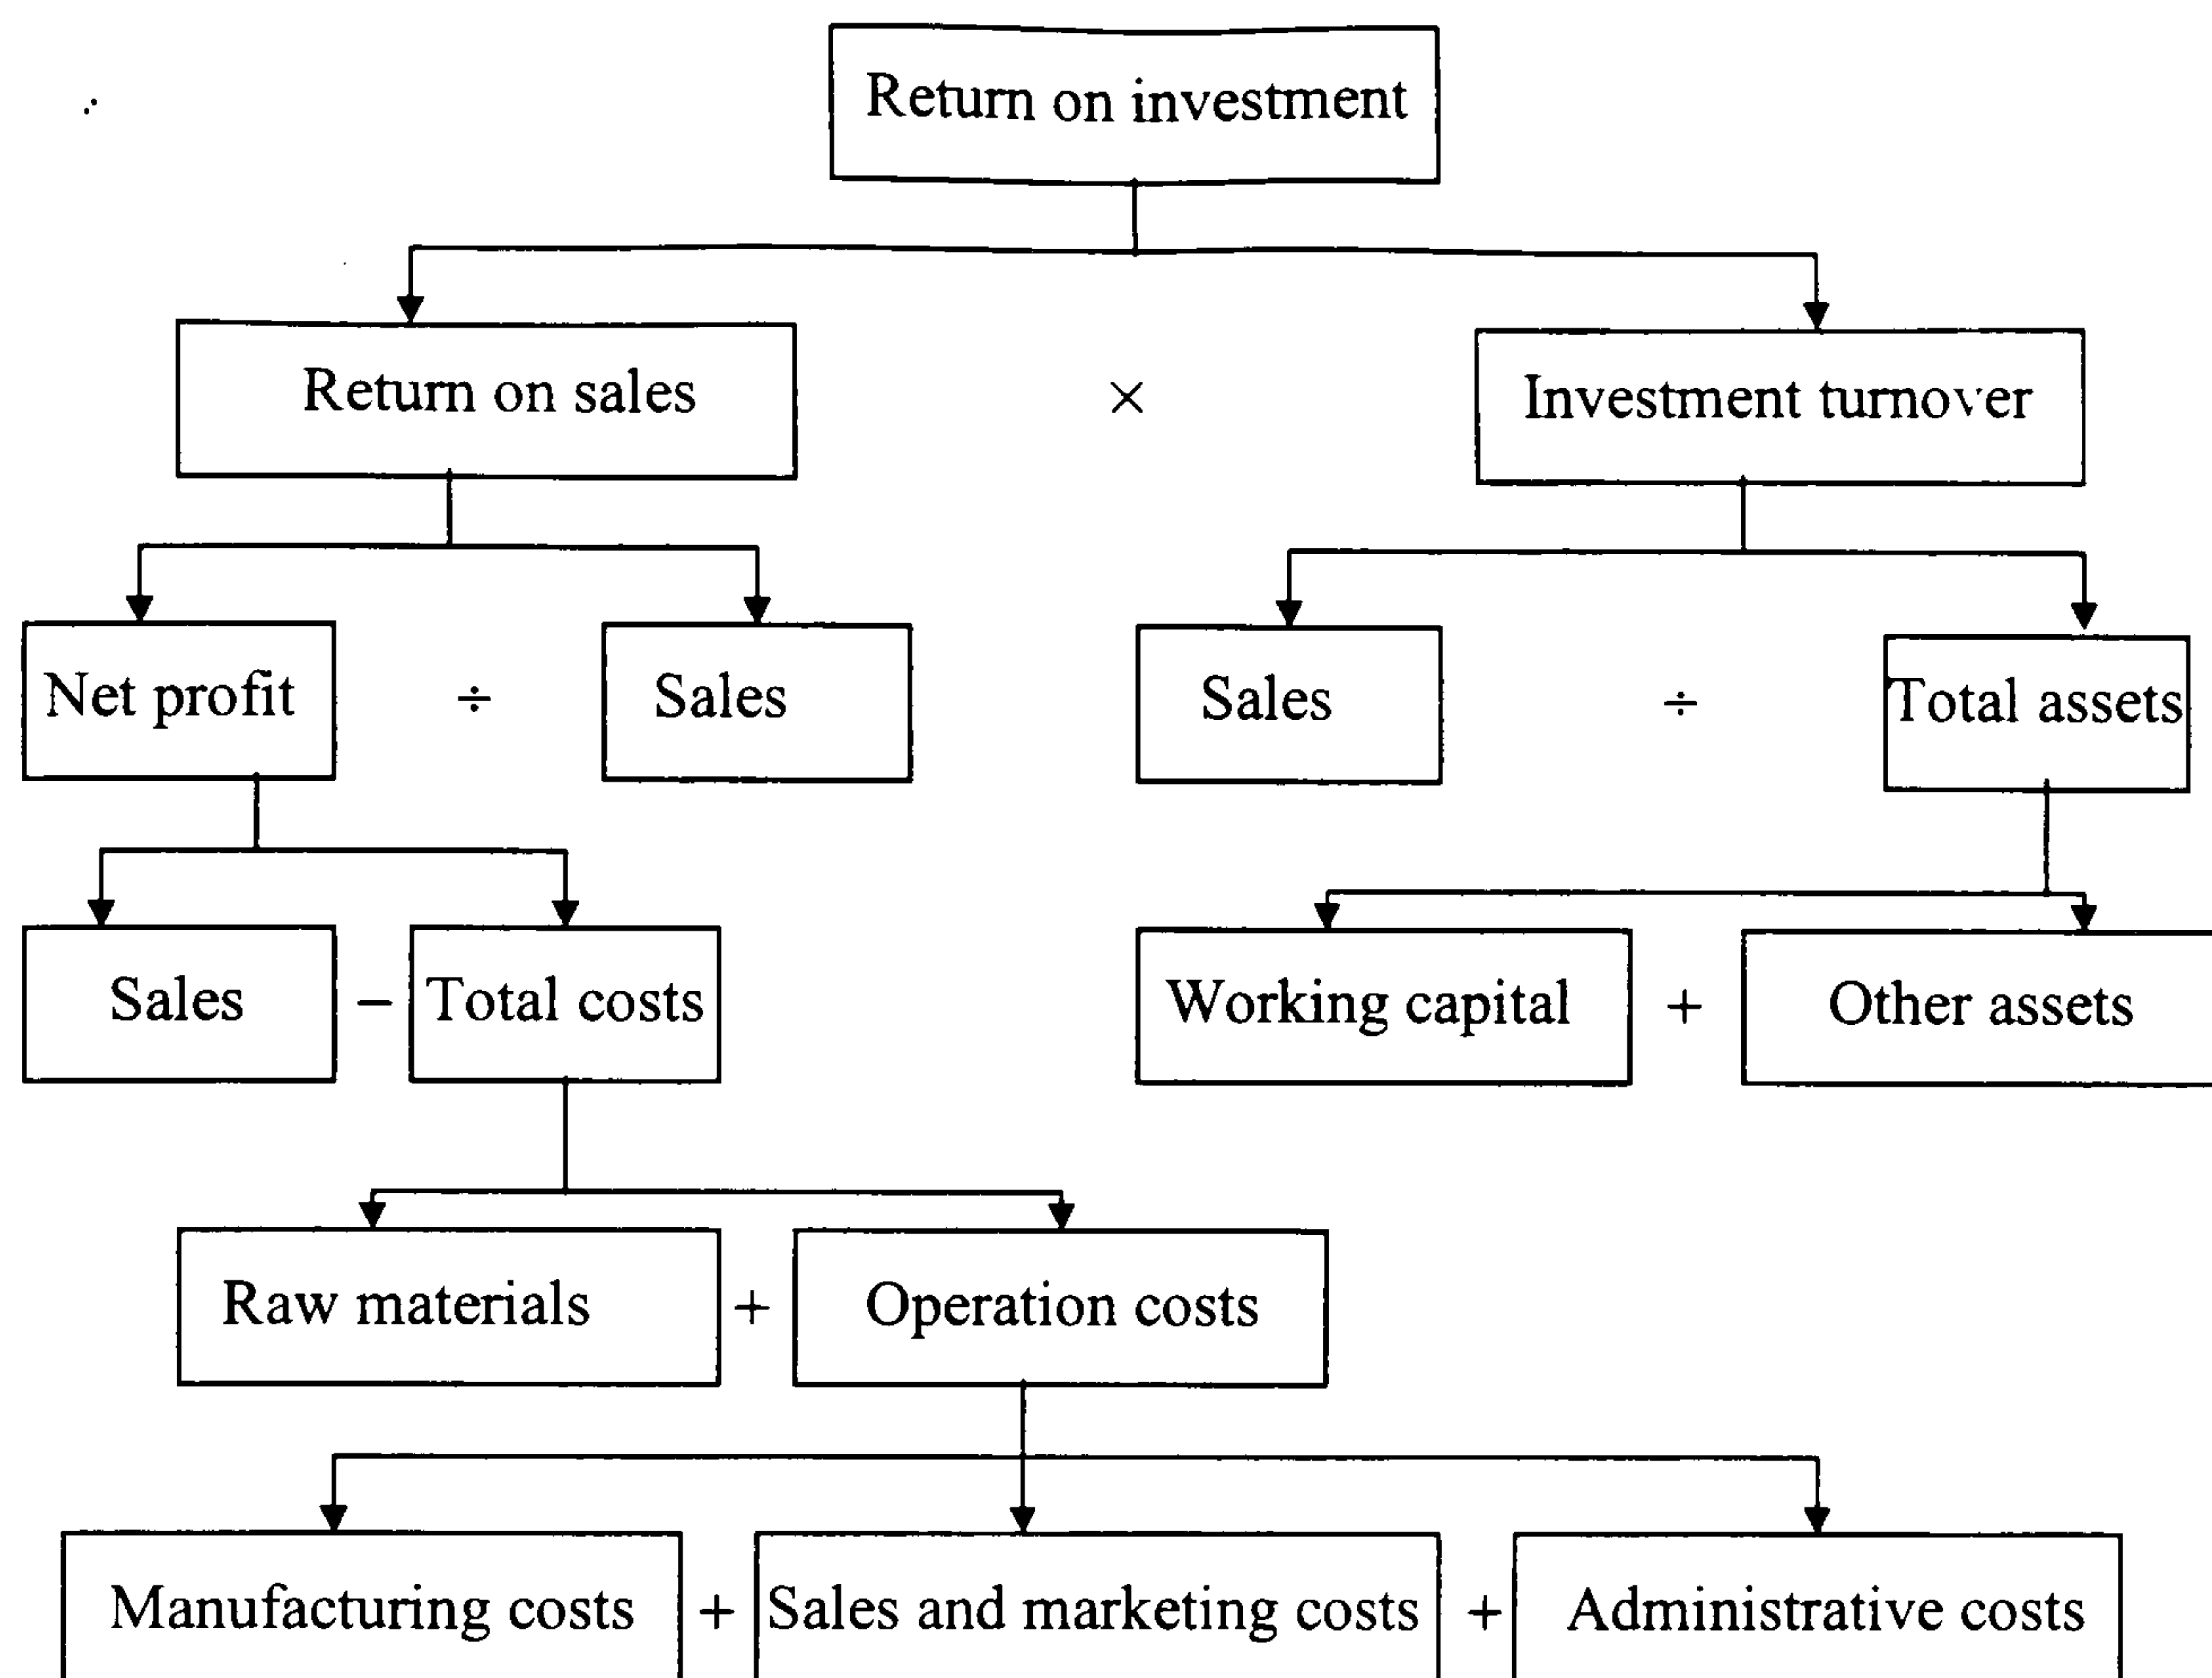 Return on investment
Return on sales × Investment turnover
Net profit ÷ Sales Sales ÷ Total assets
Sales − Total costs Working capital + Other assets
Raw materials + Operation costs
Manufacturing costs + Sales and marketing costs + Administrative costs